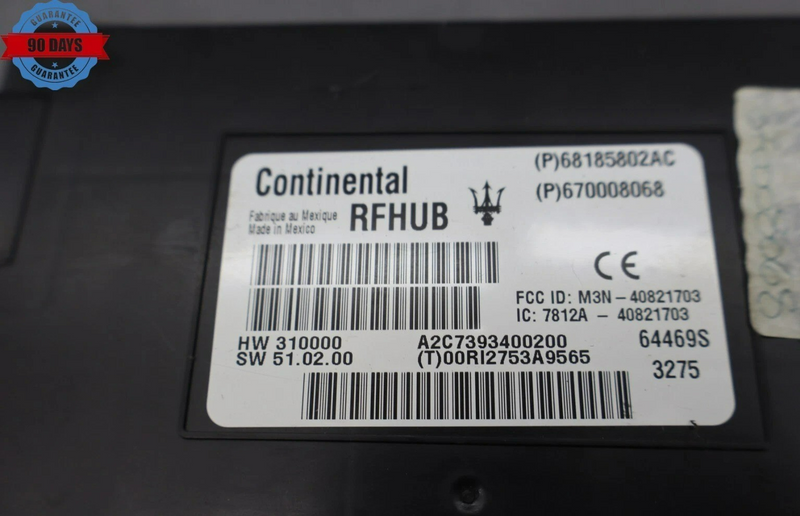 GUARANTEE
90 DAYS
GUARANTEE
Continental
Fabrique au Mexique
Made in Mexico
RFHUB
(P)68185802AC
(P)670008068
CE
FCC ID: M3N-40821703
IC: 7812A - 40821703
HW 310000
A2C7393400200
64469S
SW 51.02.00
(T)00RI2753A9565
3275